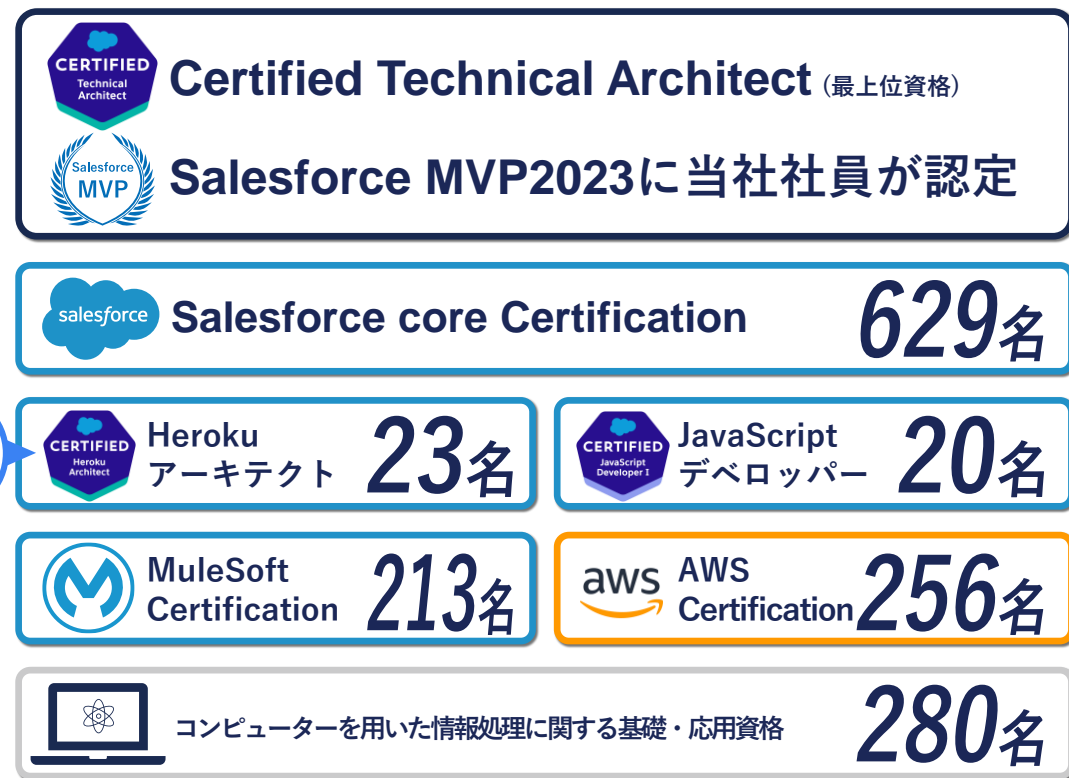 CERTIFIED
Technical
Architect
Certified Technical Architect (最上位資格)
Salesforce
MVP
Salesforce MVP2023に当社社員が認定
salesforce
Salesforce core Certification
629名
CERTIFIED
Heroku
Architect
Heroku
アーキテクト
23名
CERTIFIED
JavaScript
Developer I
JavaScript
デベロッパー
20名
MuleSoft
Certification
213名
aws
AWS
Certification
256名
コンピューターを用いた情報処理に関する基礎・応用資格
280名